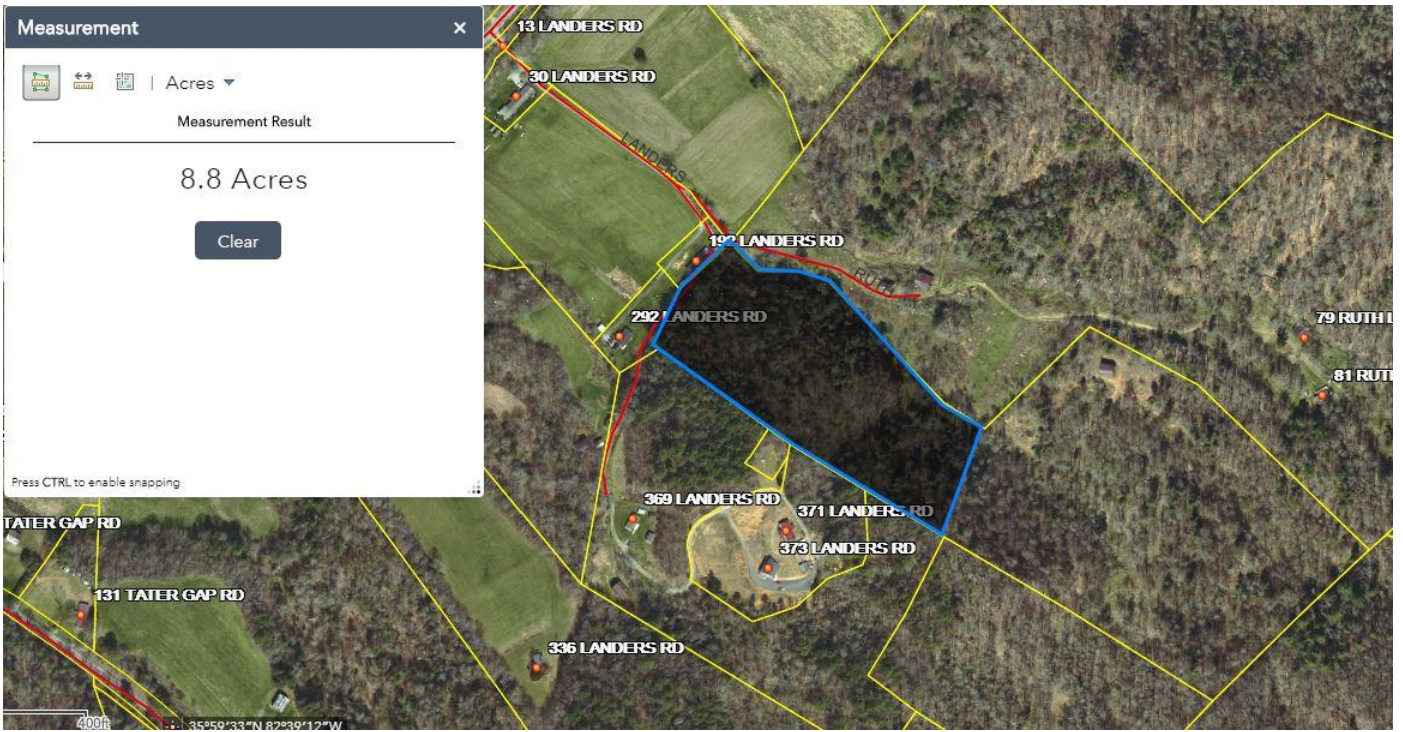 Measurement
×
| Acres
Measurement Result
8.8 Acres
Clear
Press CTRL to enable snapping
13 LANDERS RD
30 LANDERS RD
LANDERS
192 LANDERS RD
RUTH
292 LANDERS RD
79 RUTH L
81 RUTH
369 LANDERS RD
371 LANDERS RD
373 LANDERS RD
TATER GAP RD
131 TATER GAP RD
336 LANDERS RD
400ft
35°59'33"N 82°39'12"W